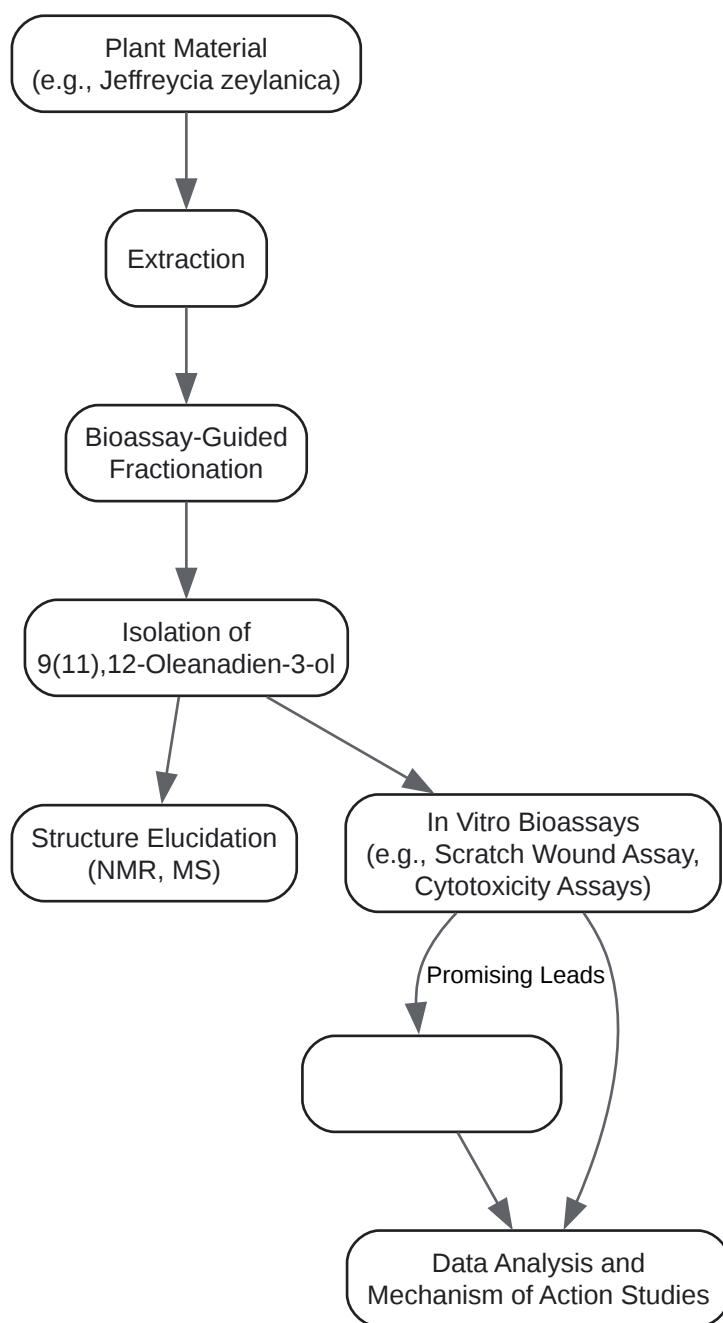 Plant Material
(e.g., Jeffreycia zeylanica)
Extraction
Bioassay-Guided
Fractionation
Isolation of
9(11),12-Oleanadien-3-ol
Structure Elucidation
(NMR, MS)
In Vitro Bioassays
(e.g., Scratch Wound Assay,
Cytotoxicity Assays)
Promising Leads
Data Analysis and
Mechanism of Action Studies